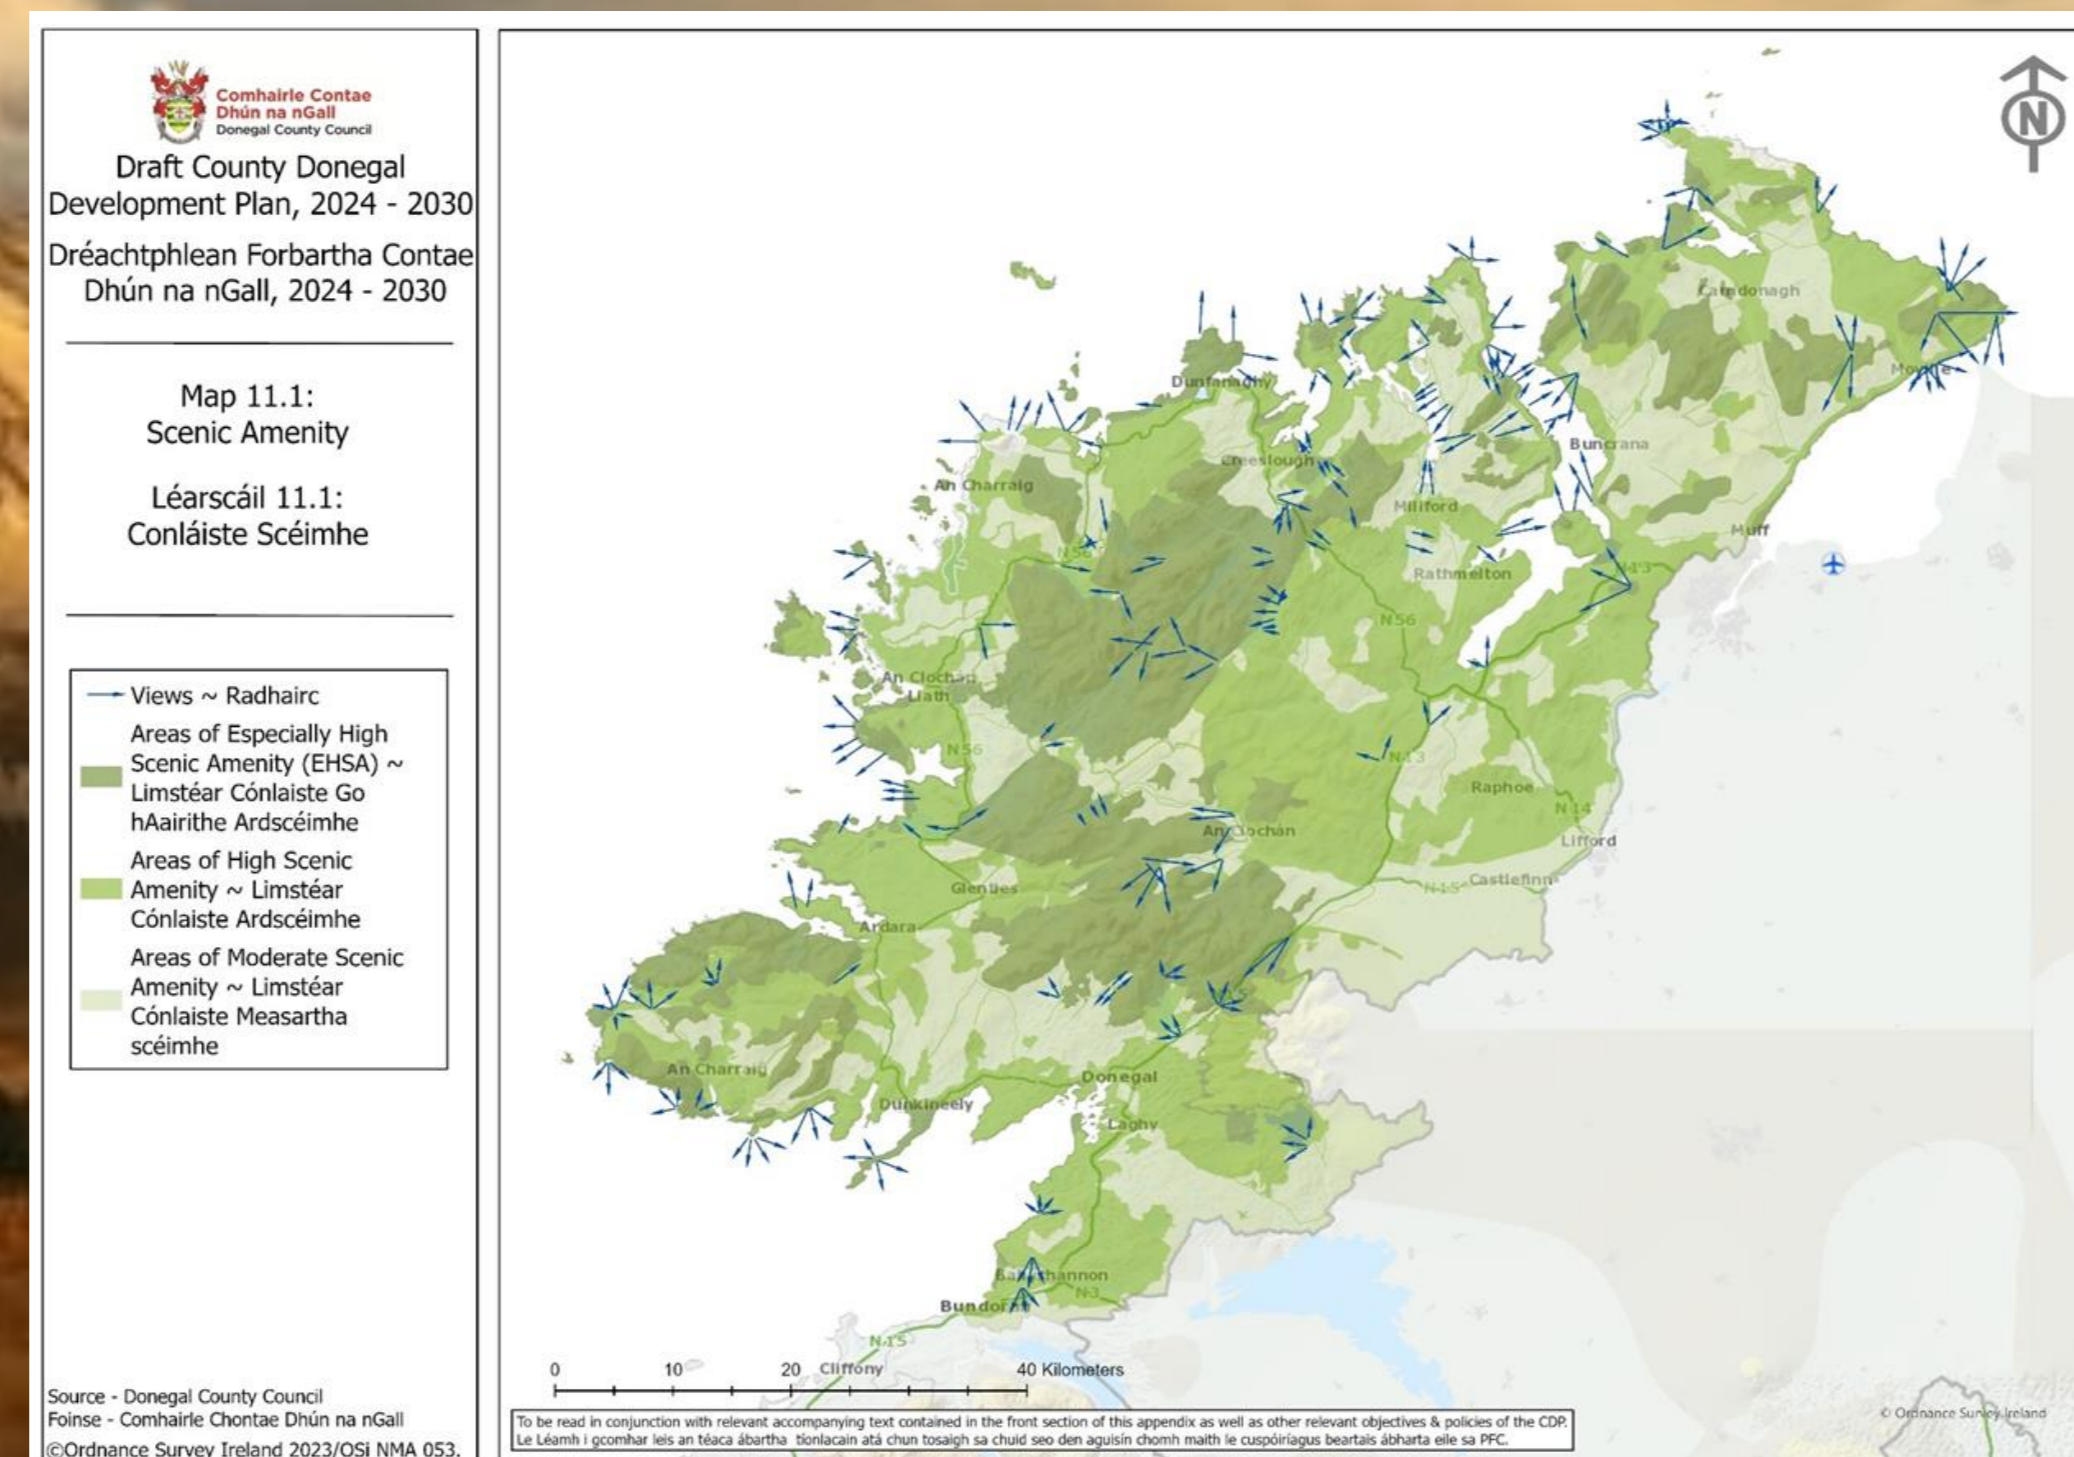 Comhairle Contae
Dhún na nGall
Donegal County Council
Draft County Donegal
Development Plan, 2024 - 2030
Dréachtphlean Forbartha Contae
Dhún na nGall, 2024 - 2030
Map 11.1:
Scenic Amenity
Léarscáil 11.1:
Conláiste Scéimhe
Views ~ Radhairc
Areas of Especially High
Scenic Amenity (EHSA) ~
Limstéar Cónlaiste Go
hAairithe Ardscéimhe
Areas of High Scenic
Amenity ~ Limstéar
Cónlaiste Ardscéimhe
Areas of Moderate Scenic
Amenity ~ Limstéar
Cónlaiste Measartha
scéimhe
Source - Donegal County Council
Foinse - Comhairle Chontae Dhún na nGall
©Ordnance Survey Ireland 2023/OSi NMA 053.
N
Carndonagh
Moville
Dunfanaghy
Buncrana
Creeslough
An Charraig
Milford
Muff
N56
Rathmelton
N13
N56
An Clochan
Liath
N56
N13
Raphoe
N14
An Clochán
Lifford
Glenties
N15
Castlefinn
Ardara
An Charraig
Donegal
Dunkineely
Laghy
Ballyshannon
N3
Bundoran
N15
Cliffony
0 10 20 40 Kilometers
To be read in conjunction with relevant accompanying text contained in the front section of this appendix as well as other relevant objectives & policies of the CDP.
Le Léamh i gcomhar leis an téaca ábartha tionlacain atá chun tosaigh sa chuid seo den aguisín chomh maith le cuspóiríagus beartais ábharta eile sa PFC.
© Ordnance Survey Ireland